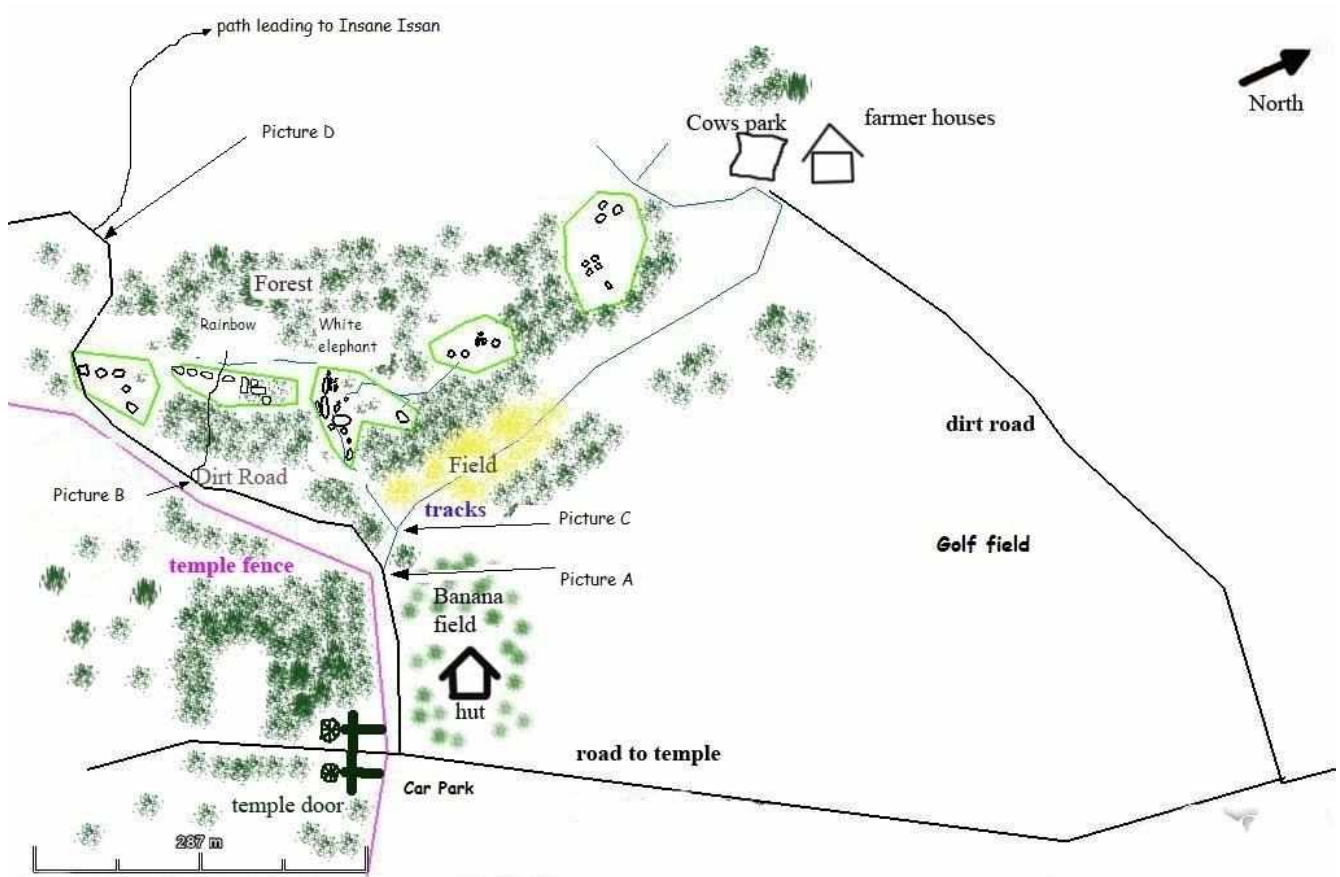 path leading to Insane Issan
North
Picture D
Cows park
farmer houses
Forest
Rainbow
White
elephant
dirt road
Field
Dirt Road
Picture B
tracks
Picture C
Golf field
temple fence
Picture A
Banana
field
hut
road to temple
Car Park
temple door
287 m